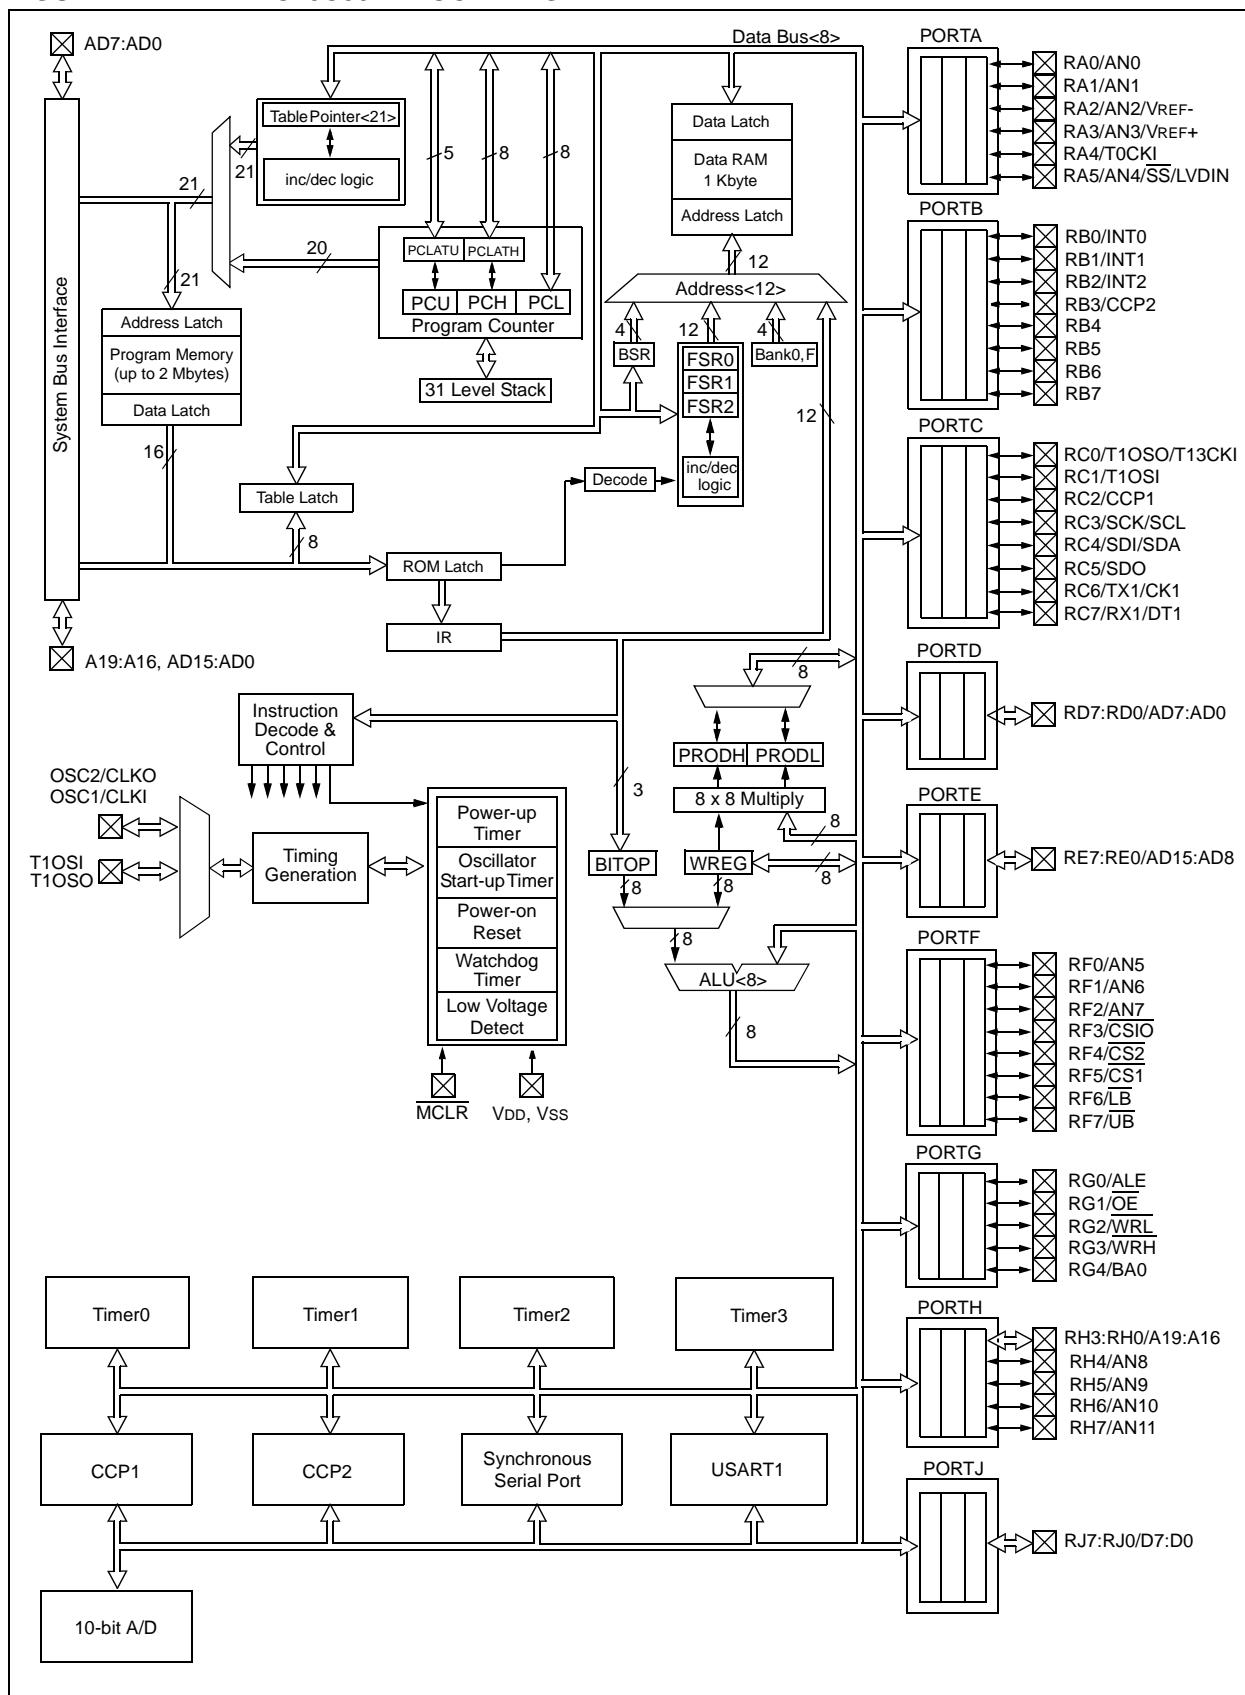 AD7:AD0
Data Bus<8>
Table Pointer<21>
inc/dec logic
21
21
5
8
8
Data Latch
Data RAM
1 Kbyte
Address Latch
21
20
PCLATU
PCLATH
PCU
PCH
PCL
Program Counter
31 Level Stack
12
Address<12>
4
12
4
BSR
FSR0
FSR1
FSR2
Bank0, F
inc/dec
logic
12
System Bus Interface
Address Latch
Program Memory
(up to 2 Mbytes)
Data Latch
16
Table Latch
8
Decode
ROM Latch
IR
A19:A16, AD15:AD0
8
Instruction
Decode &
Control
PRODH
PRODL
8 x 8 Multiply
3
8
OSC2/CLKO
OSC1/CLKI
T1OSI
T1OSO
Timing
Generation
Power-up
Timer
Oscillator
Start-up Timer
Power-on
Reset
Watchdog
Timer
Low Voltage
Detect
BITOP
WREG
8
8
8
8
ALU<8>
8
MCLR
VDD, VSS
Timer0
Timer1
Timer2
Timer3
CCP1
CCP2
Synchronous
Serial Port
USART1
10-bit A/D
PORTA
RA0/AN0
RA1/AN1
RA2/AN2/VREF-
RA3/AN3/VREF+
RA4/T0CKI
RA5/AN4/SS/LVDIN
PORTB
RB0/INT0
RB1/INT1
RB2/INT2
RB3/CCP2
RB4
RB5
RB6
RB7
PORTC
RC0/T1OSO/T13CKI
RC1/T1OSI
RC2/CCP1
RC3/SCK/SCL
RC4/SDI/SDA
RC5/SDO
RC6/TX1/CK1
RC7/RX1/DT1
PORTD
RD7:RD0/AD7:AD0
PORTE
RE7:RE0/AD15:AD8
PORTF
RF0/AN5
RF1/AN6
RF2/AN7
RF3/CSIO
RF4/CS2
RF5/CS1
RF6/LB
RF7/UB
PORTG
RG0/ALE
RG1/OE
RG2/WRL
RG3/WRH
RG4/BA0
PORTH
RH3:RH0/A19:A16
RH4/AN8
RH5/AN9
RH6/AN10
RH7/AN11
PORTJ
RJ7:RJ0/D7:D0